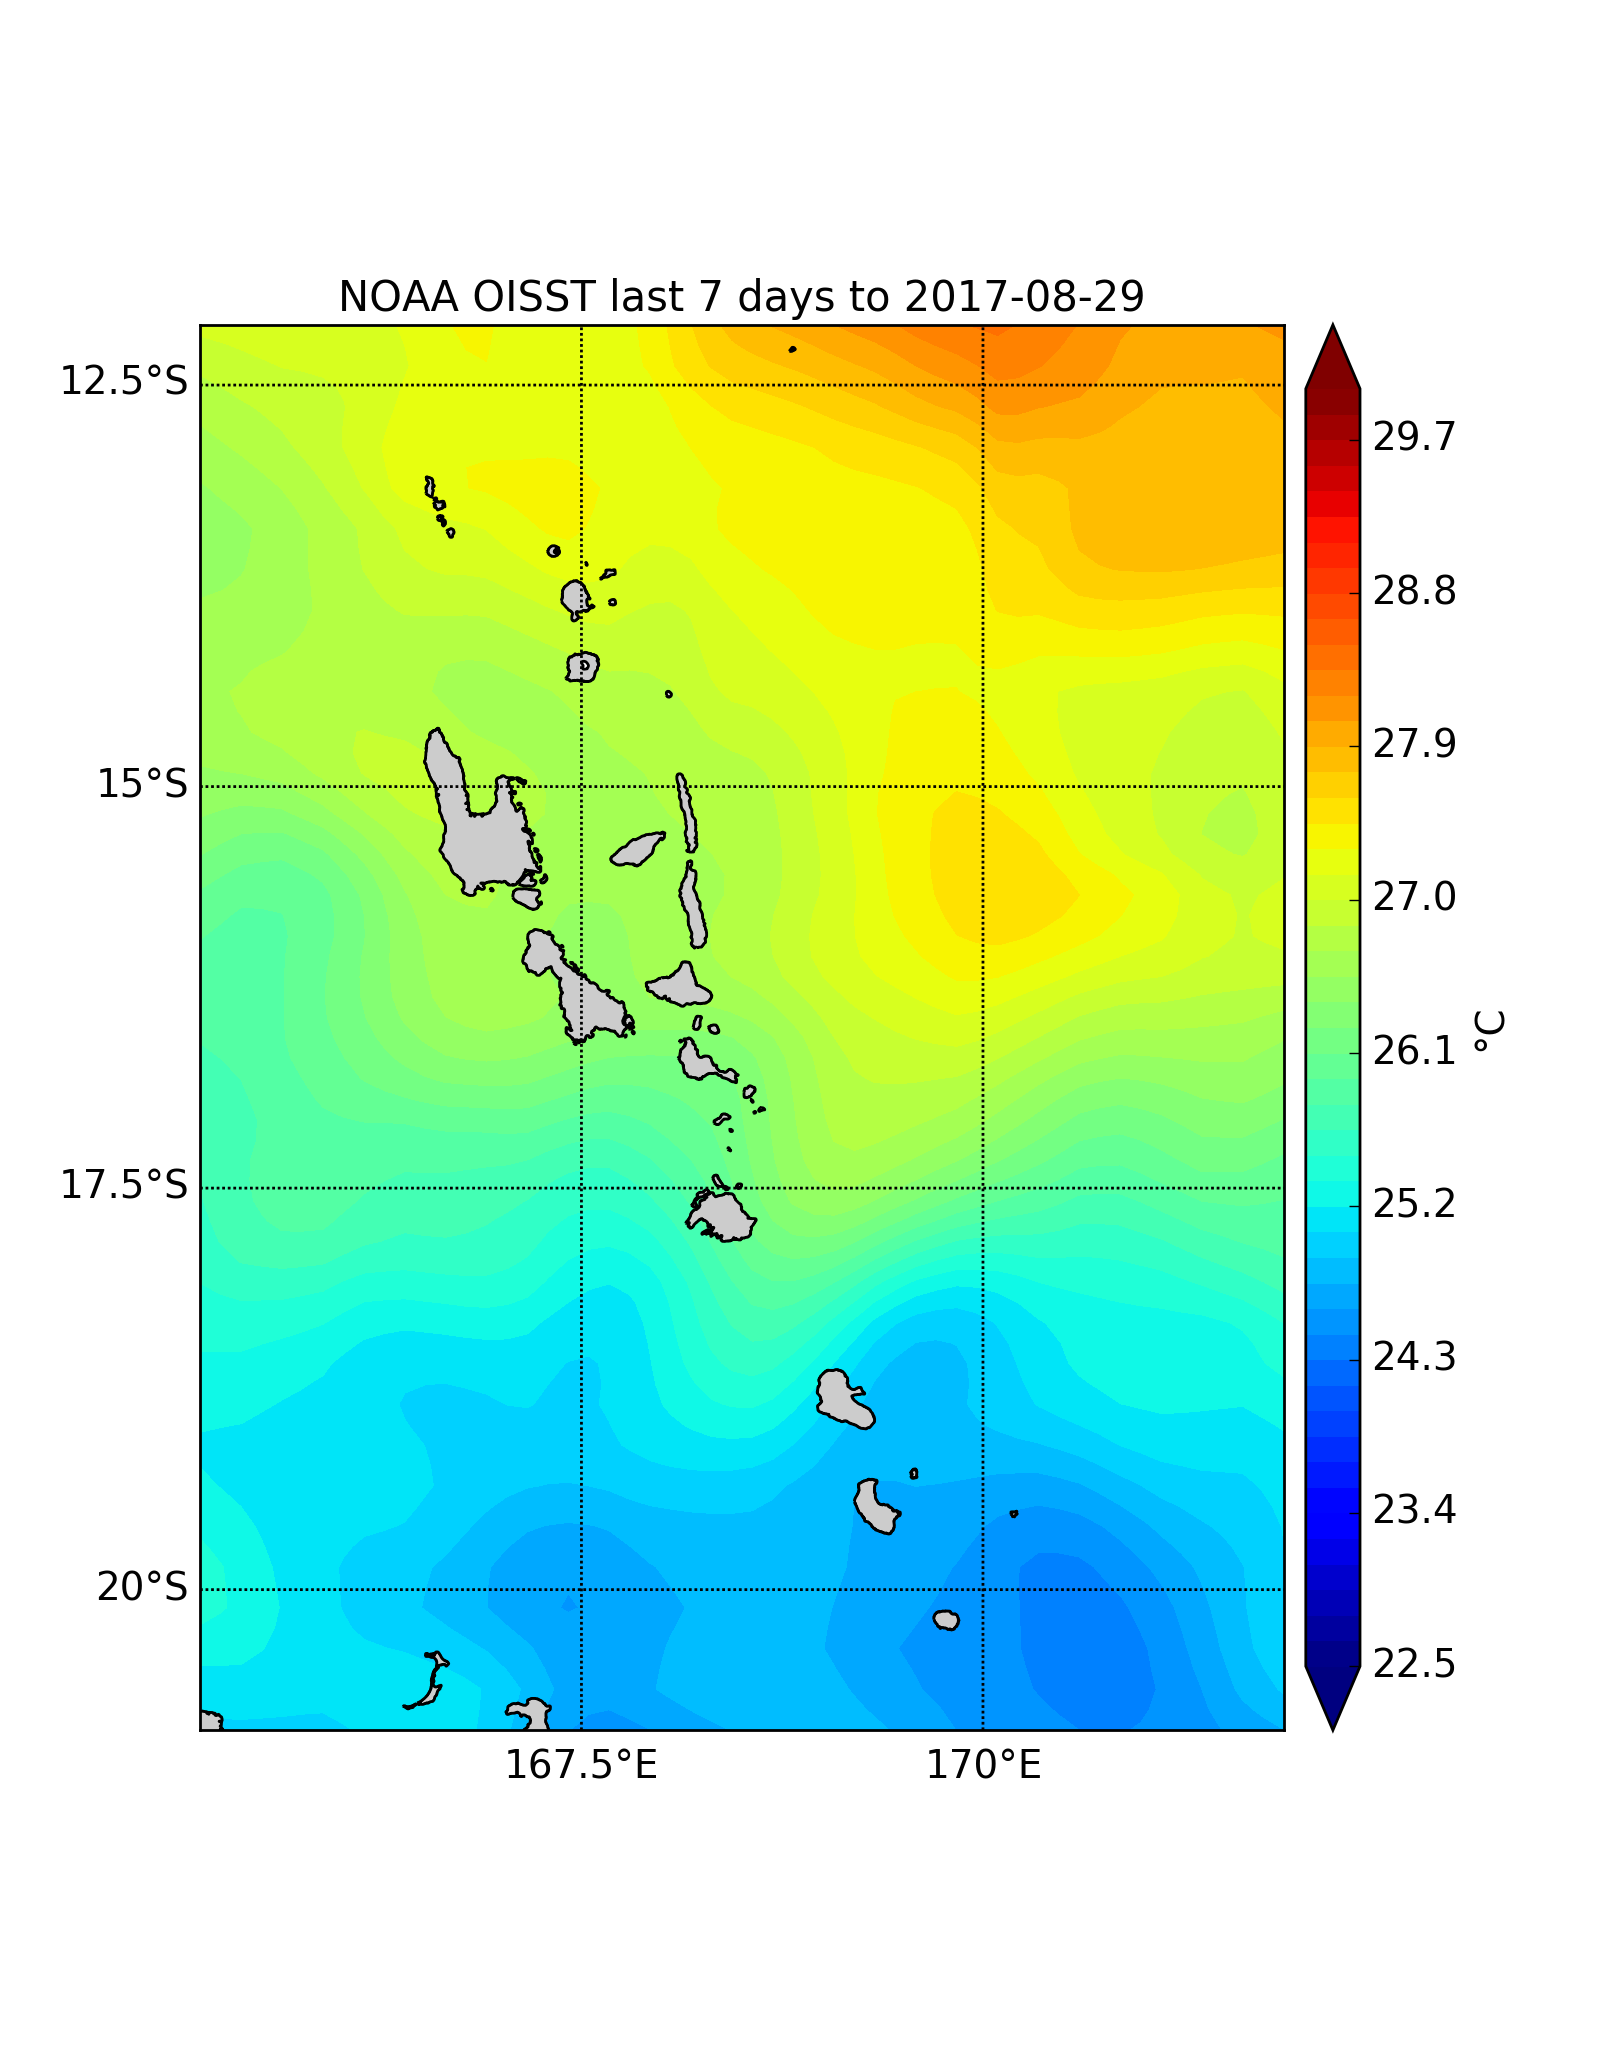 NOAA OISST last 7 days to 2017-08-29
12.5°S
15°S
17.5°S
20°S
167.5°E
170°E
29.7
28.8
27.9
27.0
26.1
25.2
24.3
23.4
22.5
°C